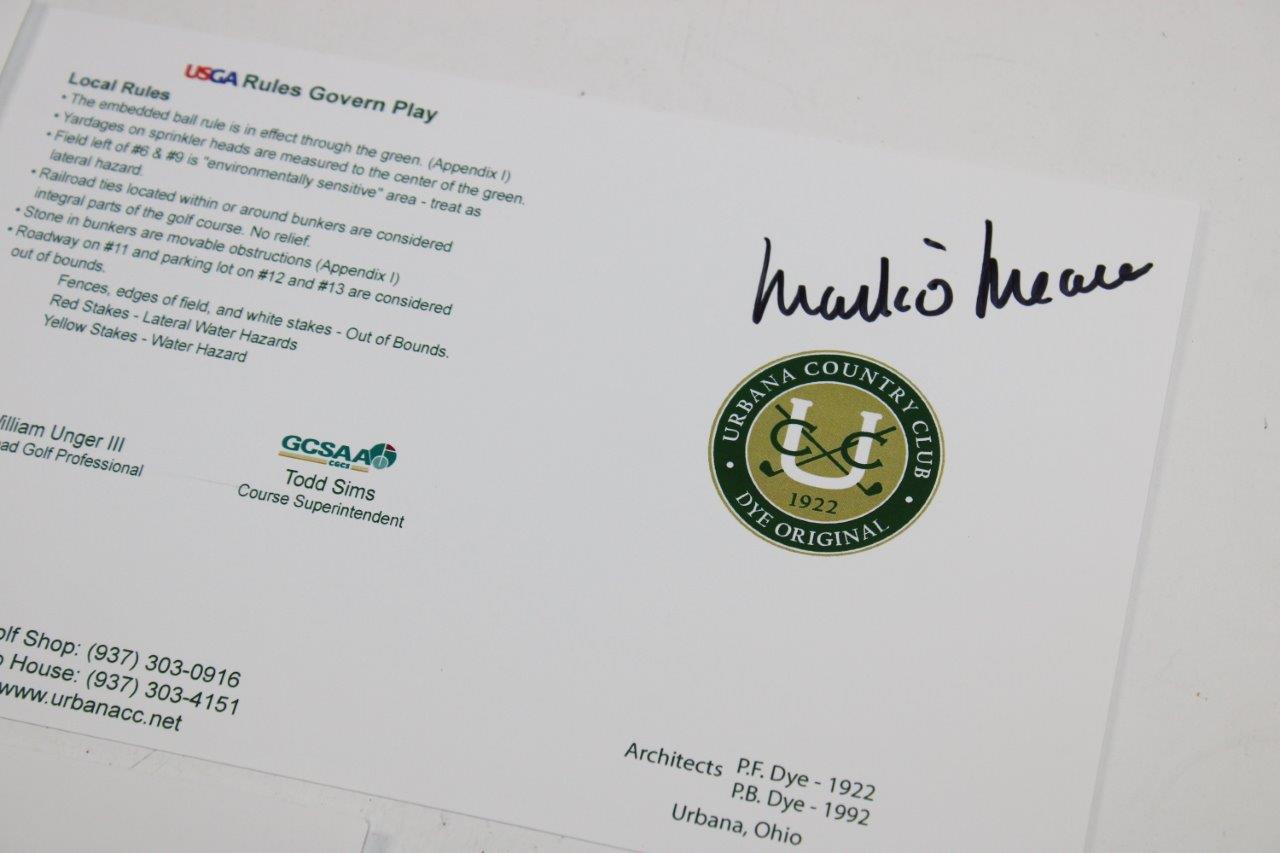 USGA Rules Govern Play
Local Rules
• The embedded ball rule is in effect through the green. (Appendix I)
• Yardages on sprinkler heads are measured to the center of the green.
• Field left of #6 & #9 is "environmentally sensitive" area - treat as
lateral hazard.
• Railroad ties located within or around bunkers are considered
integral parts of the golf course. No relief.
• Stone in bunkers are movable obstructions (Appendix I)
• Roadway on #11 and parking lot on #12 and #13 are considered
out of bounds.
Fences, edges of field, and white stakes - Out of Bounds.
Red Stakes - Lateral Water Hazards
Yellow Stakes - Water Hazard
William Unger III
ad Golf Professional
GCSAA
CGCS
Todd Sims
Course Superintendent
olf Shop: (937) 303-0916
House: (937) 303-4151
www.urbanacc.net
Mark O'Meara
URBANA COUNTRY CLUB
UCC
1922
DYE ORIGINAL
Architects P.F. Dye - 1922
P.B. Dye - 1992
Urbana, Ohio